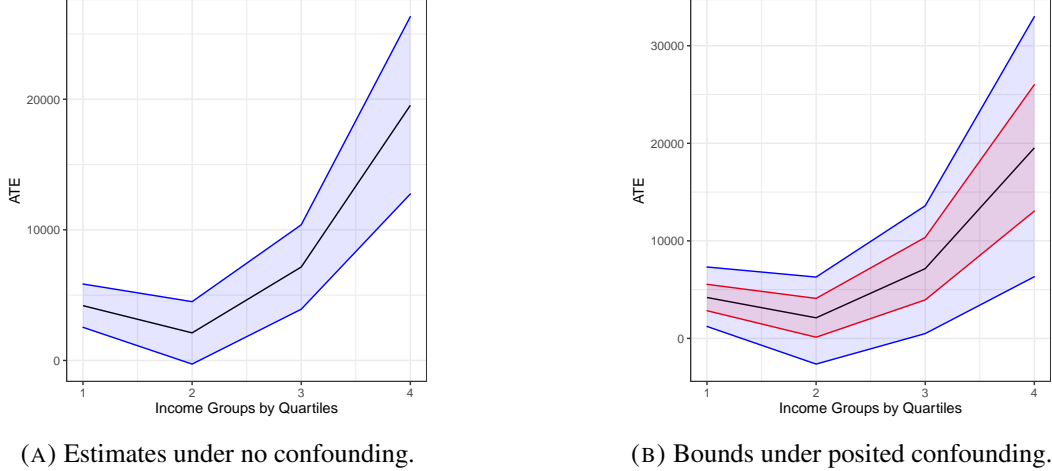 20000
10000
0
ATE
1 2 3 4
Income Groups by Quartiles
(A) Estimates under no confounding.
30000
20000
10000
0
ATE
1 2 3 4
Income Groups by Quartiles
(B) Bounds under posited confounding.